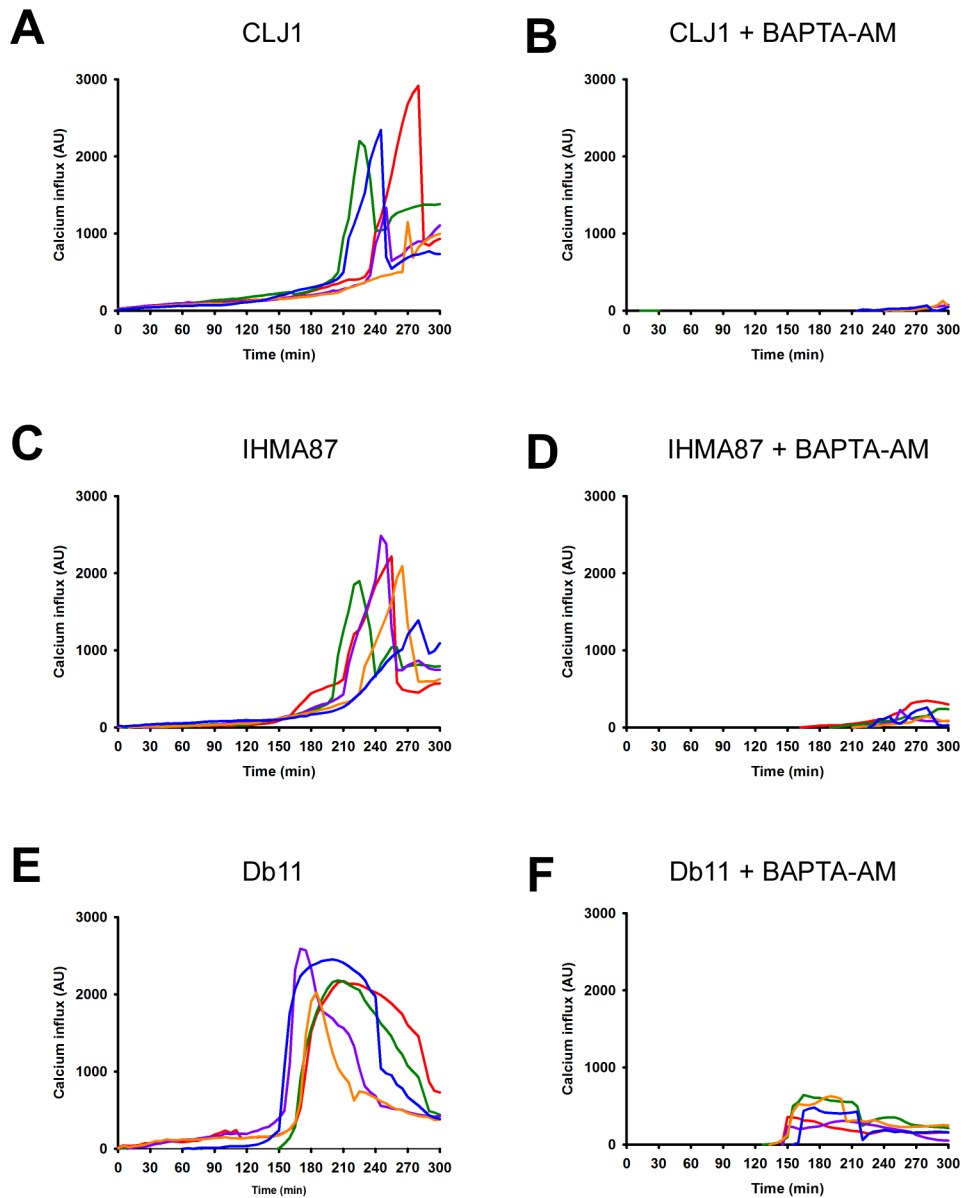 A
CLJ1
Calcium influx (AU)
3000
2000
1000
0
0 30 60 90 120 150 180 210 240 270 300
Time (min)
B
CLJ1 + BAPTA-AM
Calcium influx (AU)
3000
2000
1000
0
0 30 60 90 120 150 180 210 240 270 300
Time (min)
C
IHMA87
Calcium influx (AU)
3000
2000
1000
0
0 30 60 90 120 150 180 210 240 270 300
Time (min)
D
IHMA87 + BAPTA-AM
Calcium influx (AU)
3000
2000
1000
0
0 30 60 90 120 150 180 210 240 270 300
Time (min)
E
Db11
Calcium influx (AU)
3000
2000
1000
0
0 30 60 90 120 150 180 210 240 270 300
Time (min)
F
Db11 + BAPTA-AM
Calcium influx (AU)
3000
2000
1000
0
0 30 60 90 120 150 180 210 240 270 300
Time (min)